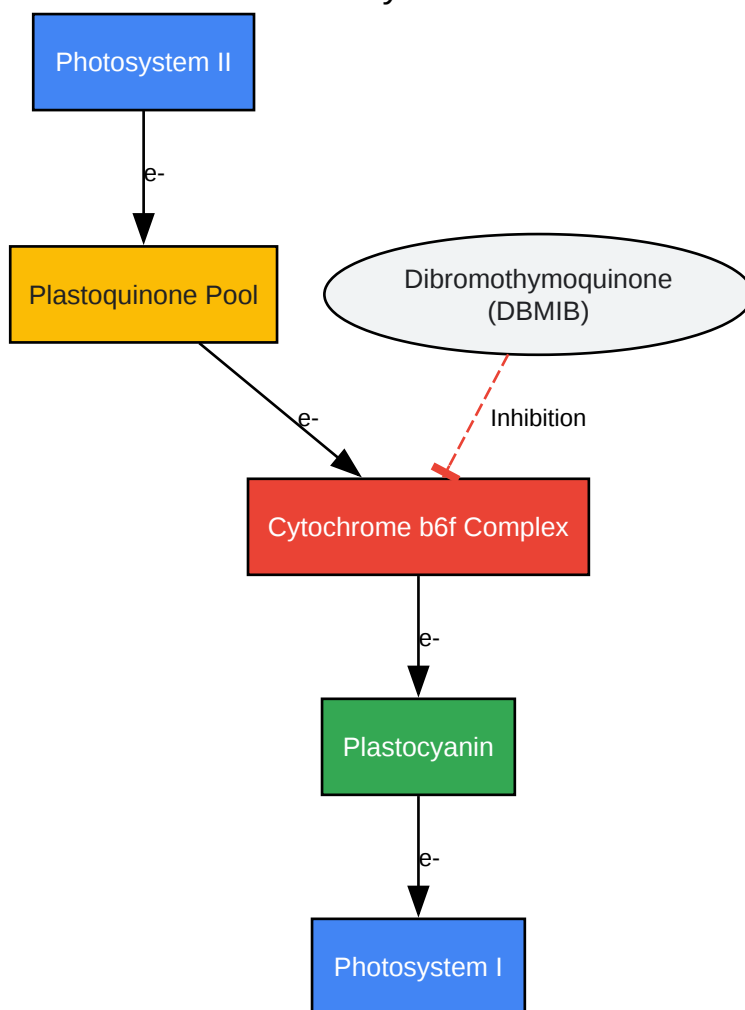 Photosystem II
e-
Plastoquinone Pool
Dibromothymoquinone
(DBMIB)
e-
Inhibition
Cytochrome b6f Complex
e-
Plastocyanin
e-
Photosystem I